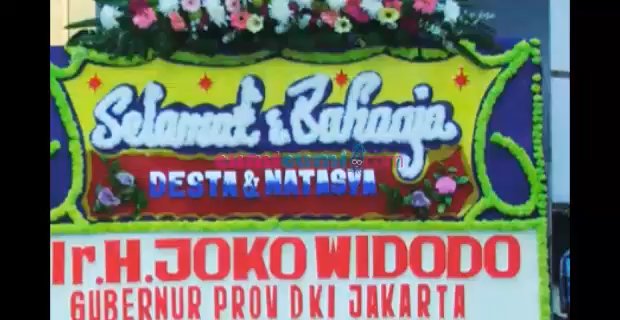 Selamat & Bahagia
DESTA & NATASYA
Ir. H. JOKO WIDODO
GUBERNUR PROV DKI JAKARTA